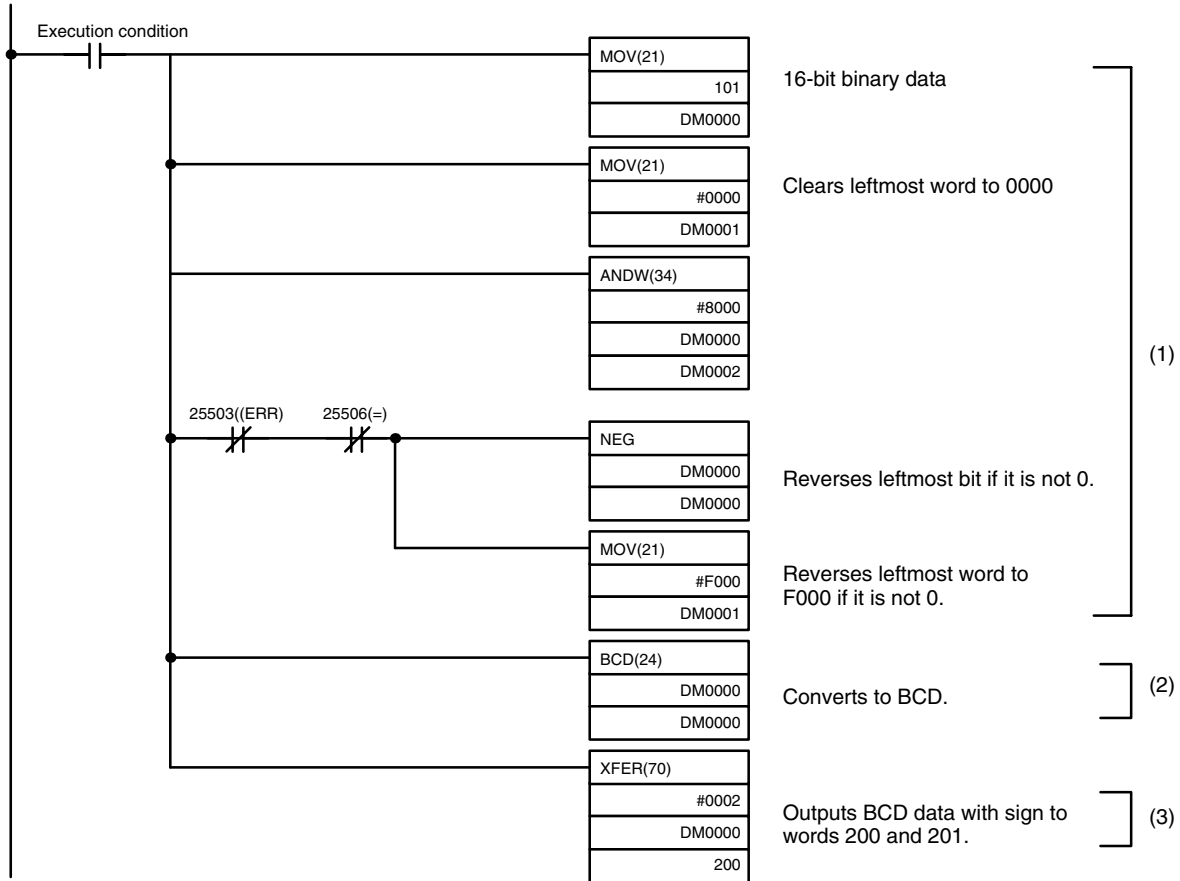 Execution condition
MOV(21)
101
DM0000
16-bit binary data
MOV(21)
#0000
DM0001
Clears leftmost word to 0000
ANDW(34)
#8000
DM0000
DM0002
(1)
25503((ERR)
25506(=)
NEG
DM0000
DM0000
Reverses leftmost bit if it is not 0.
MOV(21)
#F000
DM0001
Reverses leftmost word to
F000 if it is not 0.
BCD(24)
DM0000
DM0000
Converts to BCD.
(2)
XFER(70)
#0002
DM0000
200
Outputs BCD data with sign to
words 200 and 201.
(3)